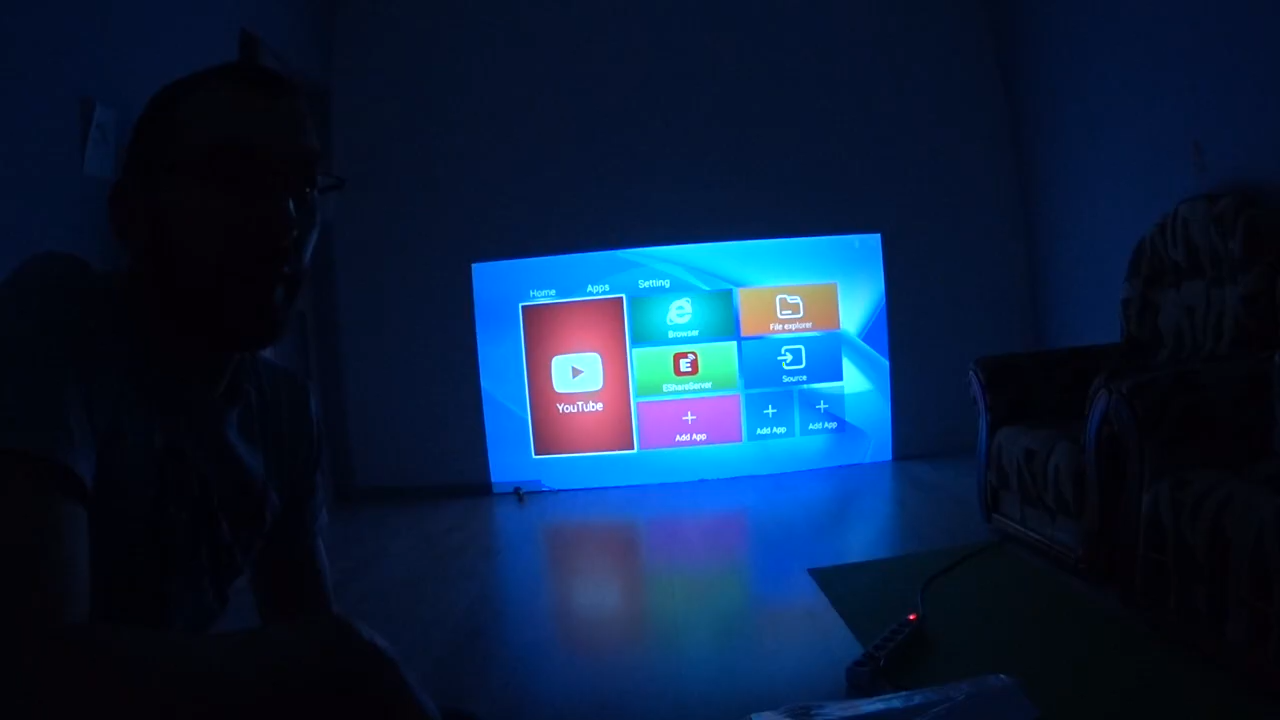 Home Apps Setting
YouTube
Browser
File explorer
E
EShareServer
Source
Add App
Add App
Add App